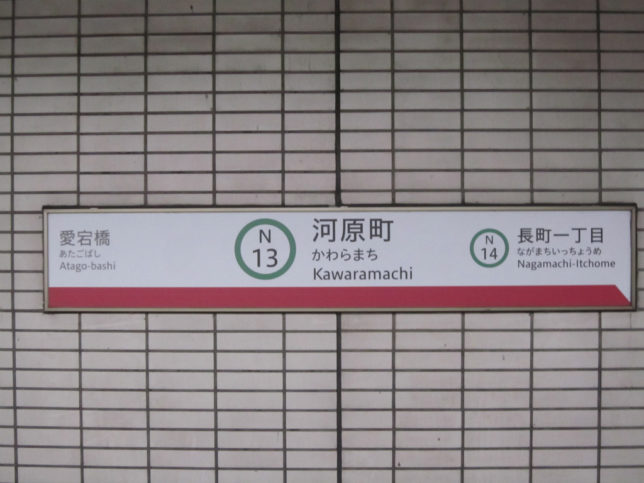 愛宕橋
あたごばし
Atago-bashi
N
13
河原町
かわらまち
Kawaramachi
N
14
長町一丁目
ながまちいっちょうめ
Nagamachi-Itchome